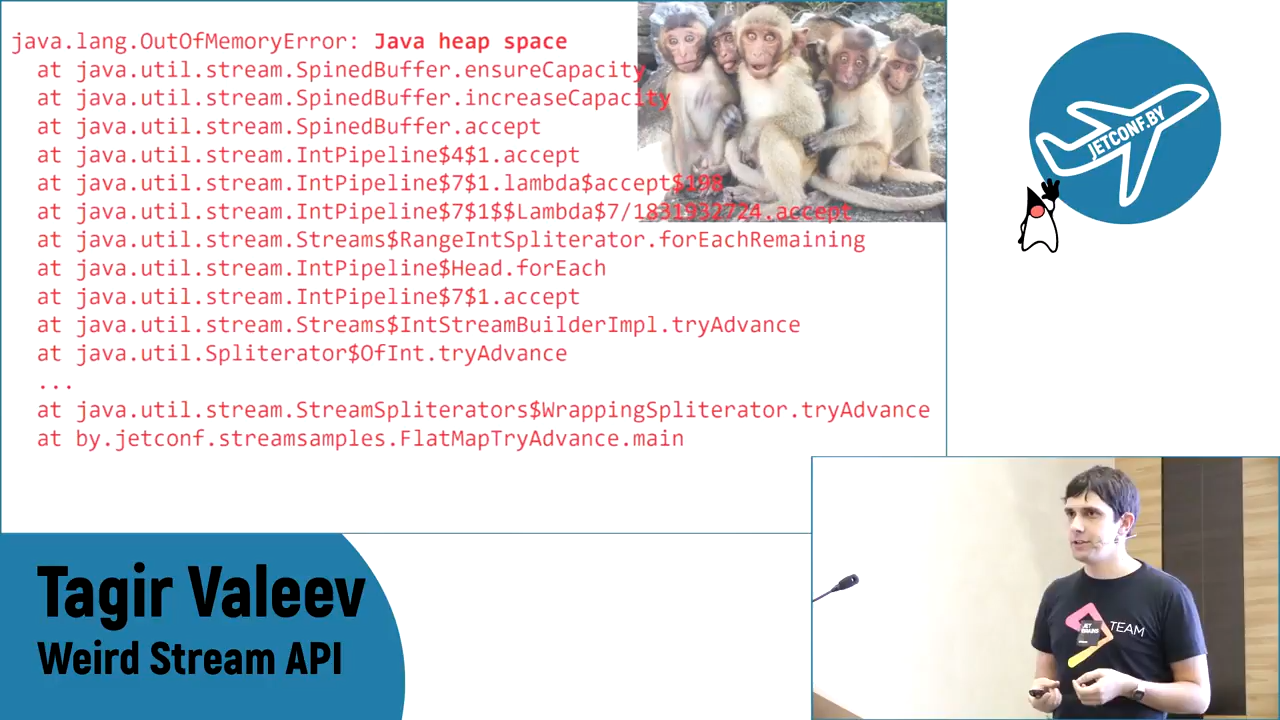 java.lang.OutOfMemoryError: Java heap space
at java.util.stream.SpinedBuffer.ensureCapacity
at java.util.stream.SpinedBuffer.increaseCapacity
at java.util.stream.SpinedBuffer.accept
at java.util.stream.IntPipeline$4$1.accept
at java.util.stream.IntPipeline$7$1.lambda$accept$198
at java.util.stream.IntPipeline$7$1$$Lambda$7/1831932724.accept
at java.util.stream.Streams$RangeIntSpliterator.forEachRemaining
at java.util.stream.IntPipeline$Head.forEach
at java.util.stream.IntPipeline$7$1.accept
at java.util.stream.Streams$IntStreamBuilderImpl.tryAdvance
at java.util.Spliterator$OfInt.tryAdvance
...
at java.util.stream.StreamSpliterators$WrappingSpliterator.tryAdvance
at by.jetconf.streamsamples.FlatMapTryAdvance.main
JETCONF.BY
Tagir Valeev
Weird Stream API
JET
BRAINS
TEAM